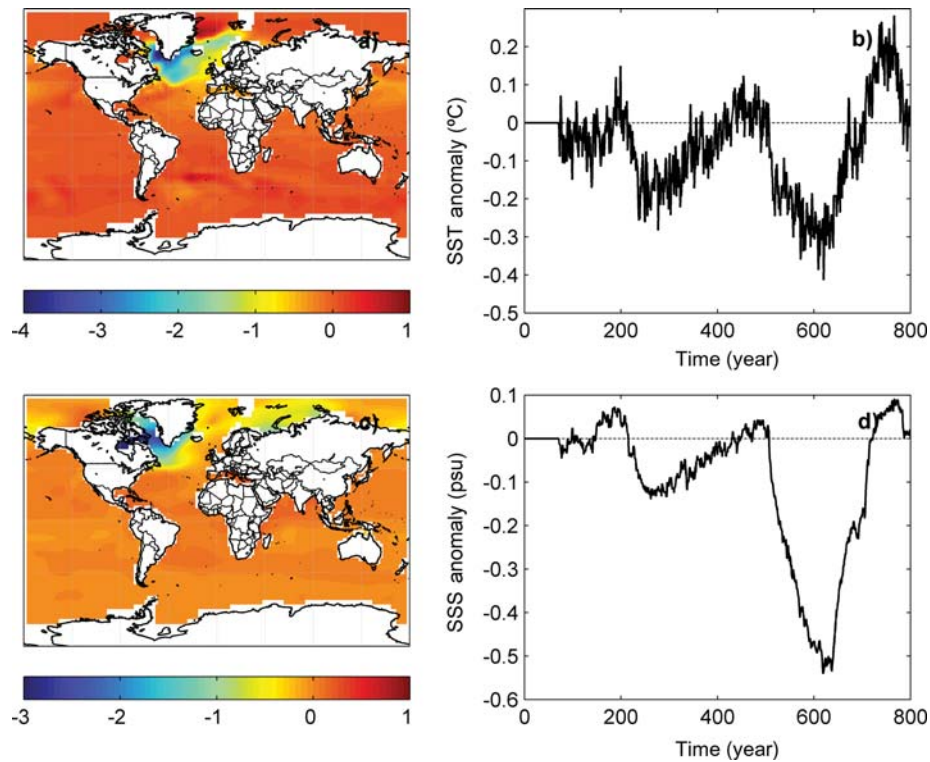 a)
-4 -3 -2 -1 0 1
b)
SST anomaly (ºC)
0.2
0.1
0
-0.1
-0.2
-0.3
-0.4
-0.5
0 200 400 600 800
Time (year)
c)
-3 -2 -1 0 1
d)
SSS anomaly (psu)
0.1
0
-0.1
-0.2
-0.3
-0.4
-0.5
-0.6
0 200 400 600 800
Time (year)